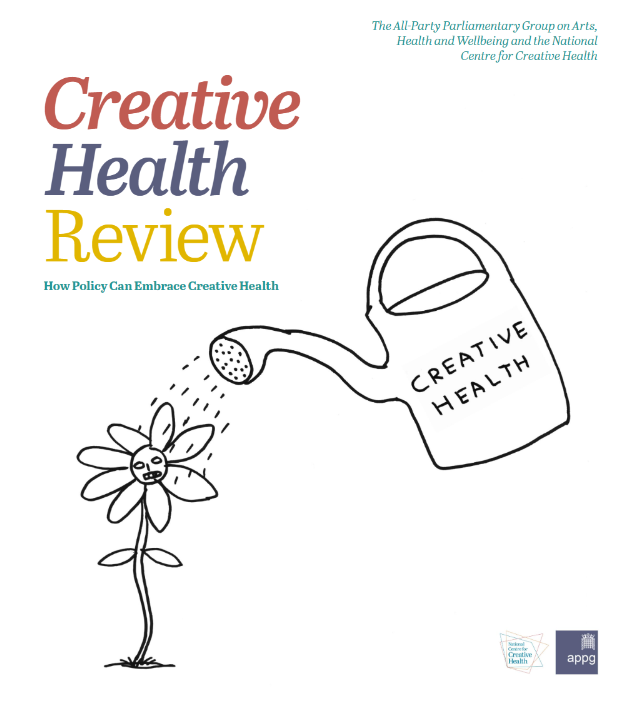 The All-Party Parliamentary Group on Arts,
Health and Wellbeing and the National
Centre for Creative Health
Creative
Health
Review
How Policy Can Embrace Creative Health
CREATIVE
HEALTH
National
Centre for
Creative
Health
appg